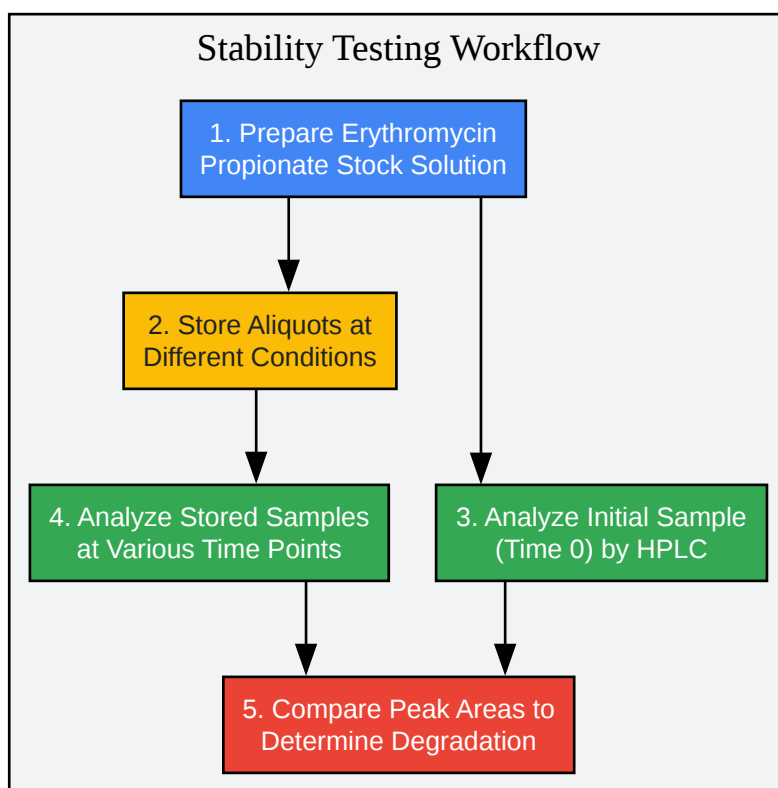 Stability Testing Workflow
1. Prepare Erythromycin
Propionate Stock Solution
2. Store Aliquots at
Different Conditions
4. Analyze Stored Samples
at Various Time Points
3. Analyze Initial Sample
(Time 0) by HPLC
5. Compare Peak Areas to
Determine Degradation